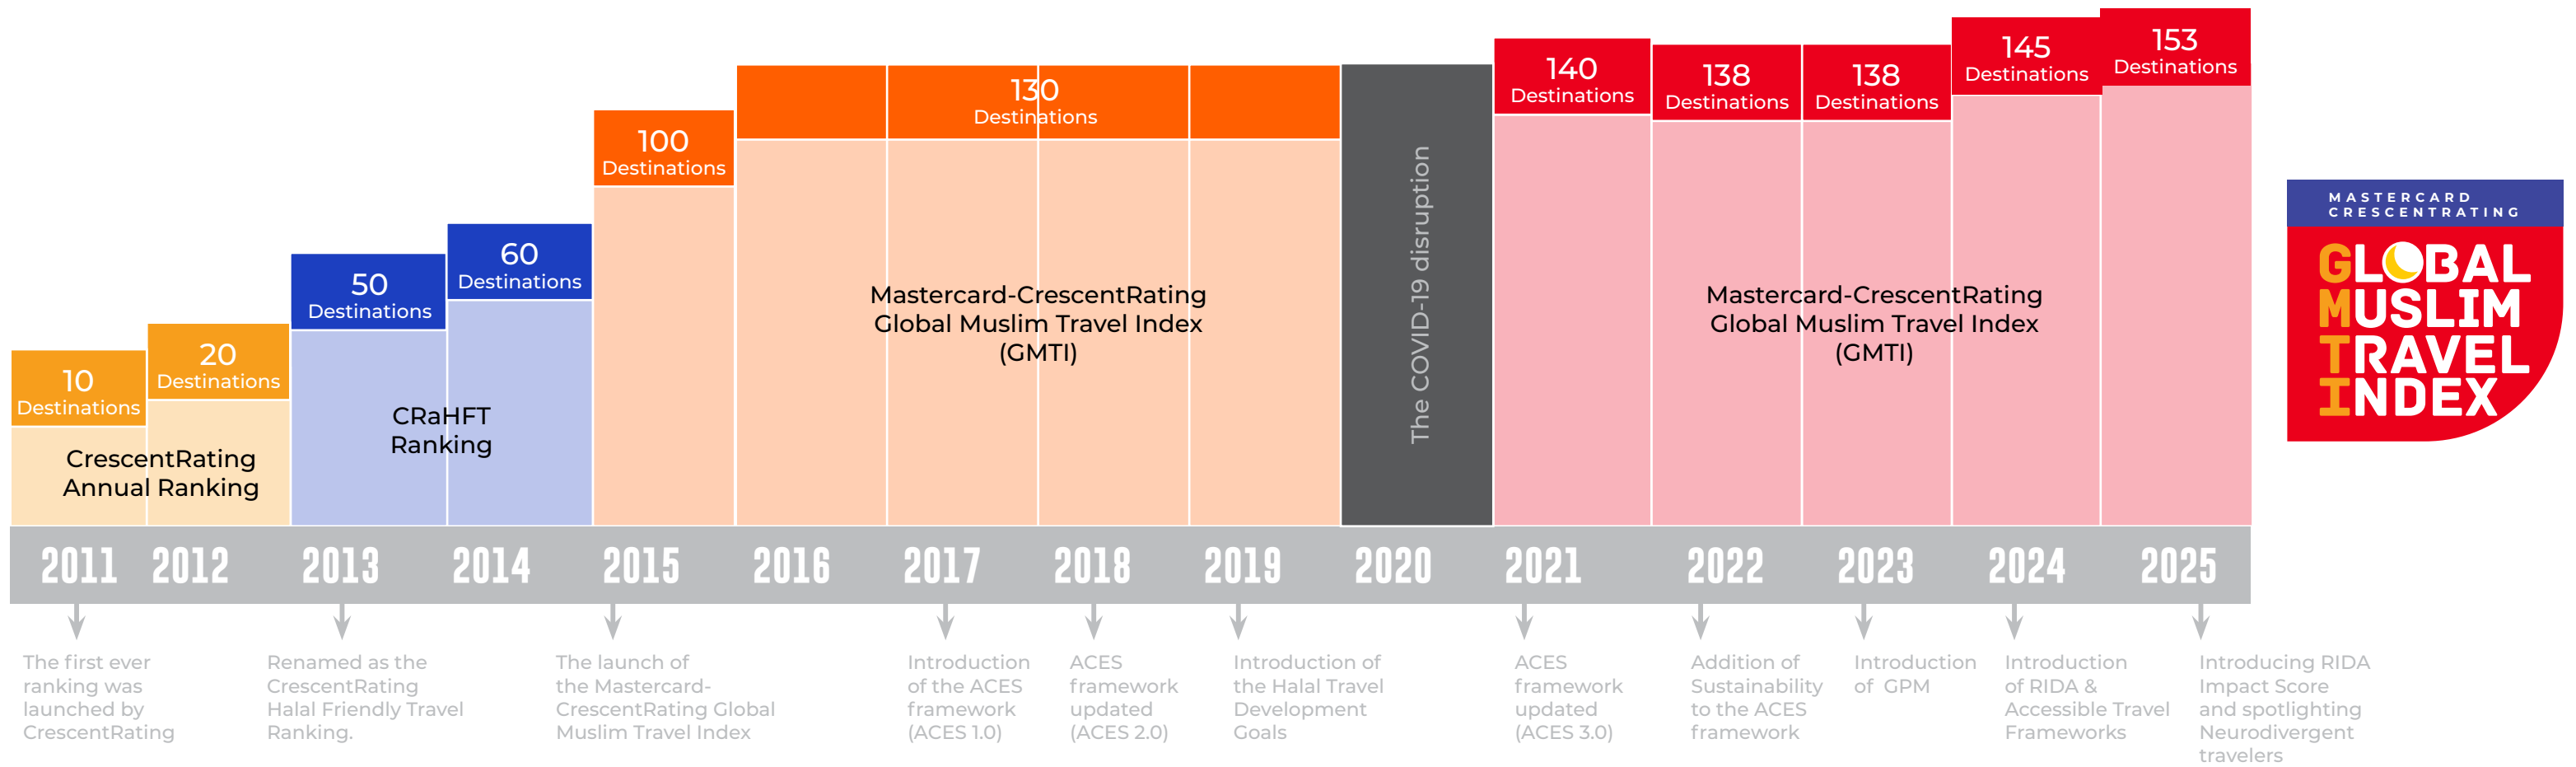 10
Destinations
20
Destinations
50
Destinations
60
Destinations
100
Destinations
130
Destinations
140
Destinations
138
Destinations
138
Destinations
145
Destinations
153
Destinations
CrescentRating
Annual Ranking
CRaHFT
Ranking
Mastercard-CrescentRating
Global Muslim Travel Index
(GMTI)
The COVID-19 disruption
Mastercard-CrescentRating
Global Muslim Travel Index
(GMTI)
MASTERCARD
CRESCENTRATING
GLOBAL
MUSLIM
TRAVEL
INDEX
2011 2012 2013 2014 2015 2016 2017 2018 2019 2020 2021 2022 2023 2024 2025
The first ever
ranking was
launched by
CrescentRating
Renamed as the
CrescentRating
Halal Friendly Travel
Ranking.
The launch of
the Mastercard-
CrescentRating Global
Muslim Travel Index
Introduction
of the ACES
framework
(ACES 1.0)
ACES
framework
updated
(ACES 2.0)
Introduction of
the Halal Travel
Development
Goals
ACES
framework
updated
(ACES 3.0)
Addition of
Sustainability
to the ACES
framework
Introduction
of GPM
Introduction
of RIDA &
Accessible Travel
Frameworks
Introducing RIDA
Impact Score
and spotlighting
Neurodivergent
travelers